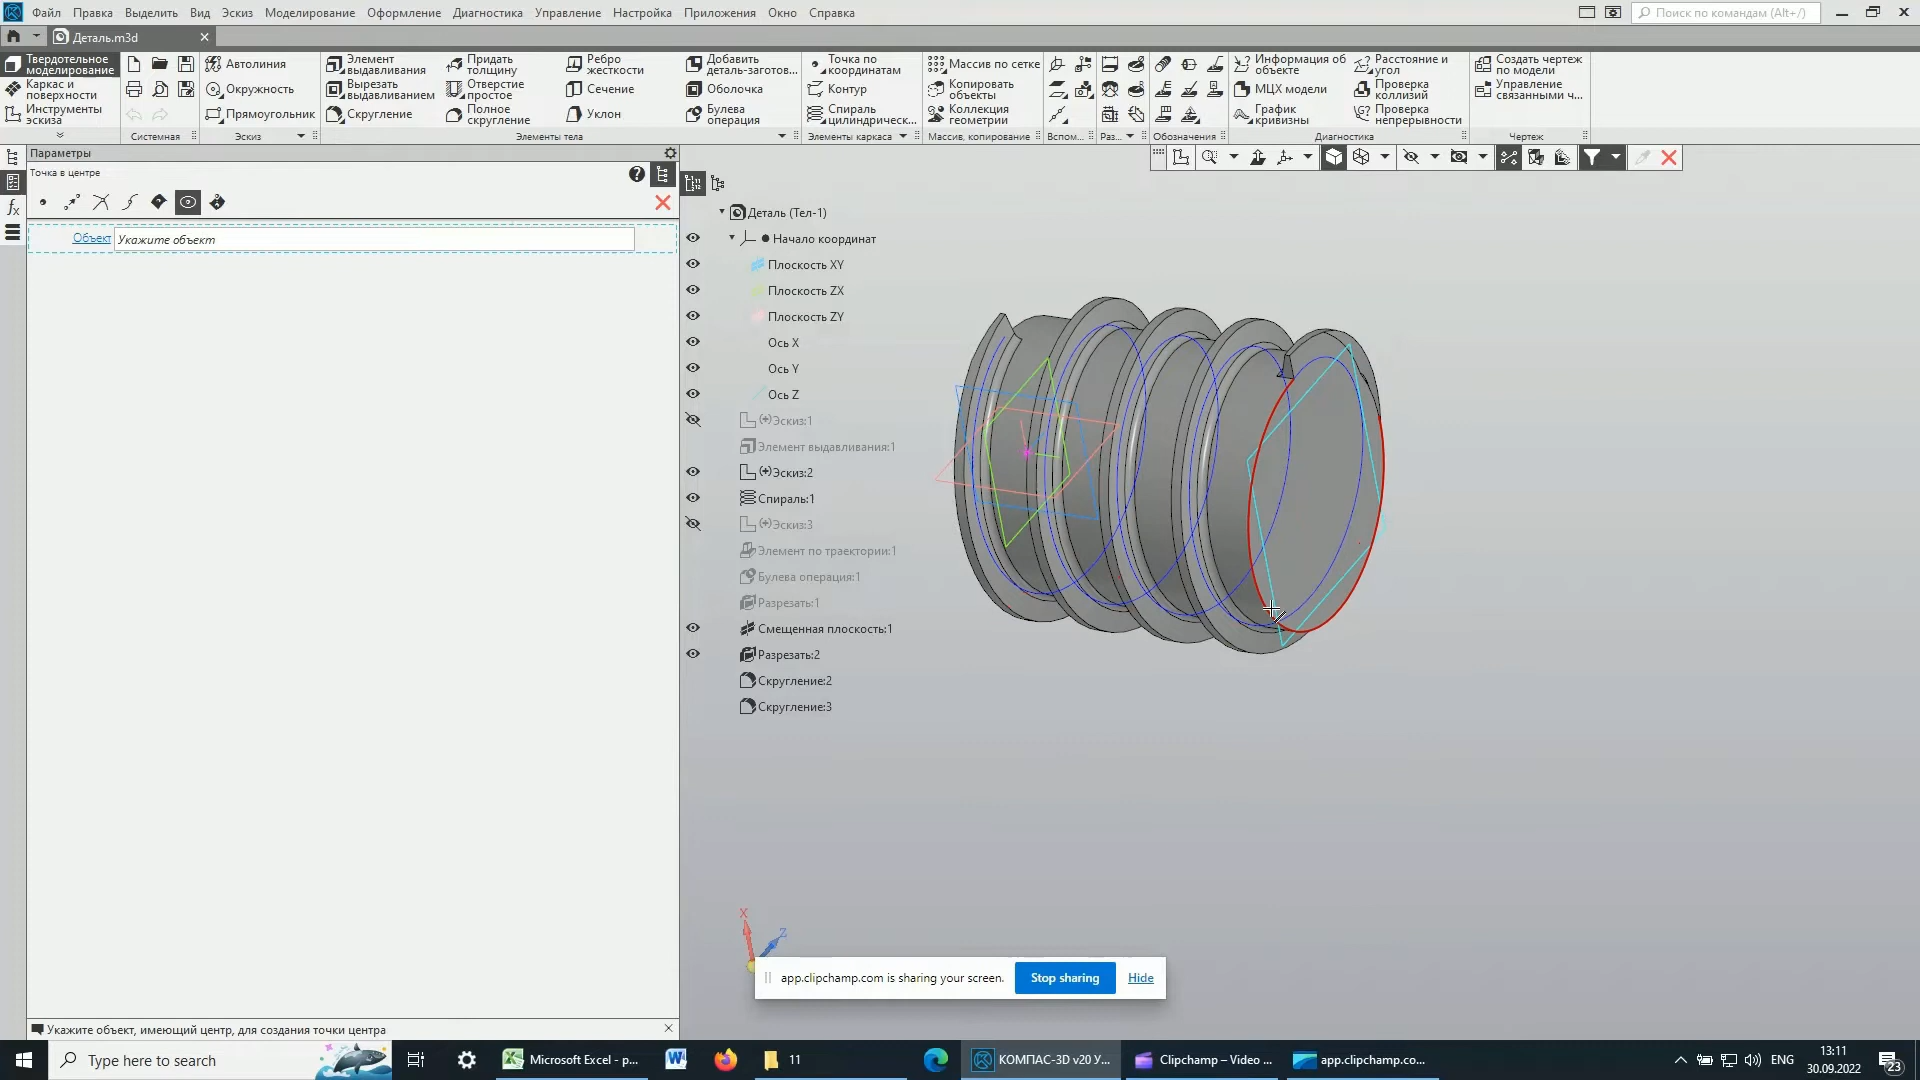 Файл Правка Выделить Вид Эскиз Моделирование Оформление Диагностика Управление Настройка Приложения Окно Справка
Поиск по командам (Alt+/)
Деталь.m3d
Твердотельное моделирование
Каркас и поверхности
Инструменты эскиза
Системная
Автолиния
Окружность
Прямоугольник
Эскиз
Элемент выдавливания
Вырезать выдавливанием
Скругление
Придать толщину
Отверстие простое
Полное скругление
Ребро жесткости
Сечение
Уклон
Добавить деталь-заготов...
Оболочка
Булева операция
Элементы тела
Точка по координатам
Контур
Спираль цилиндрическ...
Элементы каркаса
Массив по сетке
Копировать объекты
Коллекция геометрии
Массив, копирование
Вспом...
Раз...
Обозначения
Информация об объекте
МЦХ модели
График кривизны
Расстояние и угол
Проверка коллизий
Проверка непрерывности
Диагностика
Создать чертеж по модели
Управление связанными ч...
Чертеж
Параметры
Точка в центре
Объект
Укажите объект
Деталь (Тел-1)
Начало координат
Плоскость XY
Плоскость ZX
Плоскость ZY
Ось X
Ось Y
Ось Z
(+)Эскиз:1
Элемент выдавливания:1
(+)Эскиз:2
Спираль:1
(+)Эскиз:3
Элемент по траектории:1
Булева операция:1
Разрезать:1
Смещенная плоскость:1
Разрезать:2
Скругление:2
Скругление:3
X
Z
app.clipchamp.com is sharing your screen.
Stop sharing
Hide
Укажите объект, имеющий центр, для создания точки центра
Type here to search
Microsoft Excel - p...
11
КОМПАС-3D v20 У...
Clipchamp – Video ...
app.clipchamp.co...
ENG
13:11
30.09.2022
23